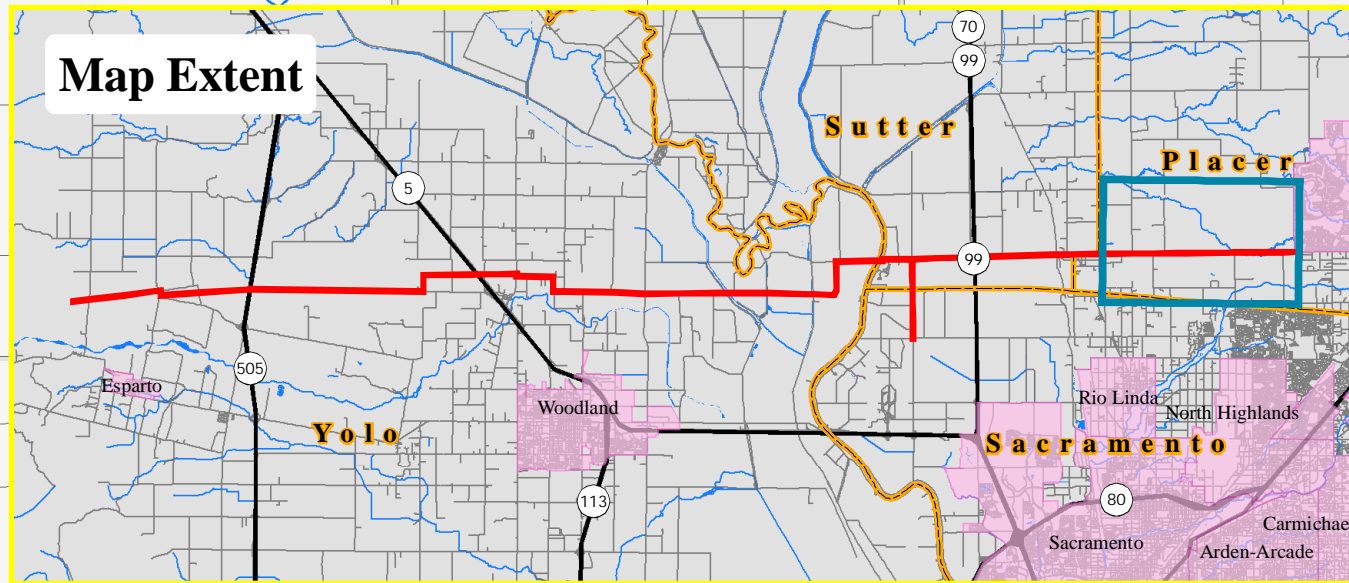 Map Extent
70
99
Sutter
Placer
5
99
505
Esparto
Woodland
Rio Linda
North Highlands
Yolo
Sacramento
113
80
Sacramento
Carmichae
Arden-Arcade